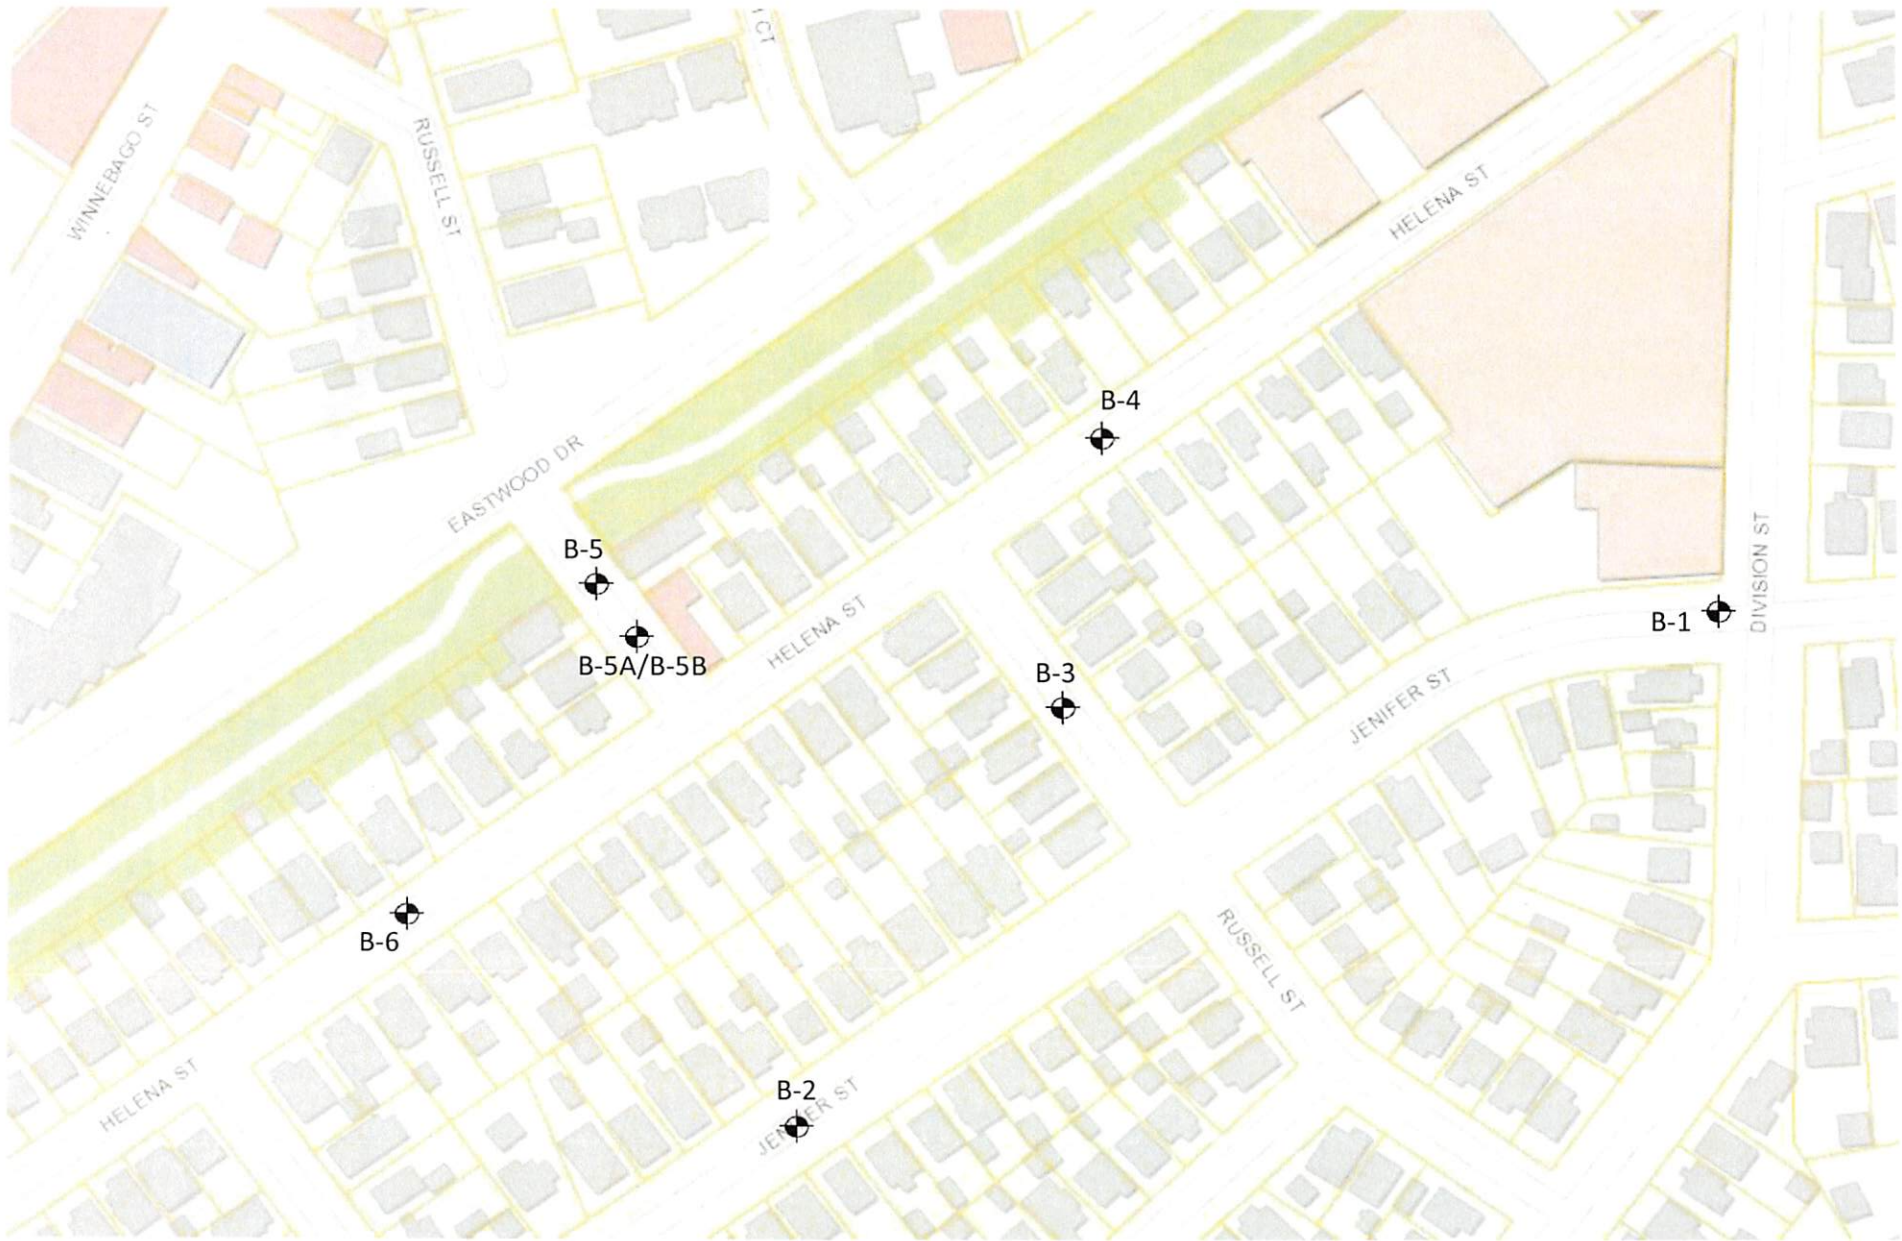 CT
WINNEBAGO ST
RUSSELL ST
HELENA ST
B-4
EASTWOOD DR
B-5
DIVISION ST
B-1
HELENA ST
B-5A/B-5B
B-3
JENIFER ST
B-6
RUSSELL ST
HELENA ST
B-2
JENIFER ST